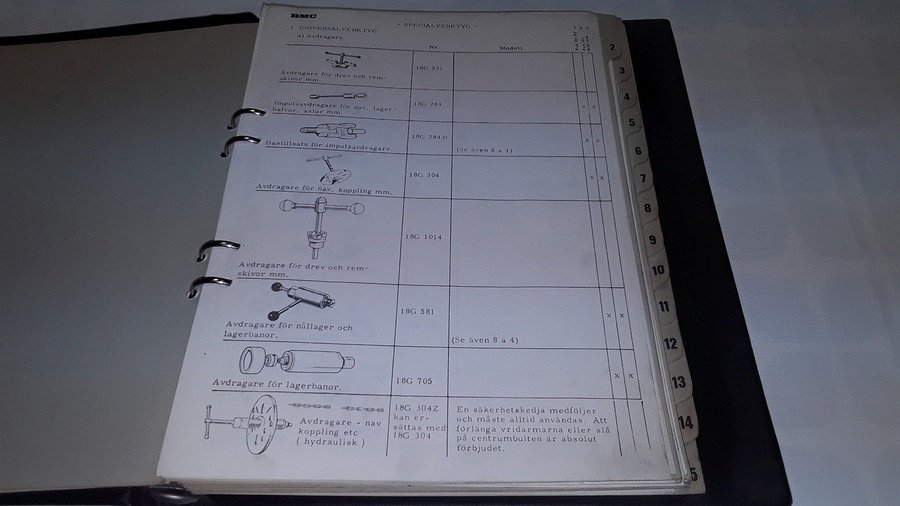 BMC
- SPECIALVERKTYG -
1 UNIVERSALVERKTYG
a) Avdragare
Nr
Modell
Avdragare för drev och rem-
skivor mm.
18G 231
Impulsavdragare för nav, lager-
halvor, axlar mm.
18G 284
x x
Bastillsats för impulsavdragare.
18G 284
(Se även 8 a 1)
x x
Avdragare för nav, koppling mm.
18G 304
x x
Avdragare för drev och rem-
skivor mm.
18G 1014
Avdragare för nållager och
lagerbanor.
18G 581
(Se även 8 a 4)
x x
Avdragare för lagerbanor.
18G 705
x x
Avdragare - nav
koppling etc
( hydraulisk )
18G 304Z
kan er-
sättas med
18G 304
En säkerhetskedja medföljer
och måste alltid användas. Att
förlänga vridarmarna eller slå
på centrumbulten är absolut
förbjudet.
2
3
4
5
6
7
8
9
10
11
12
13
14
5